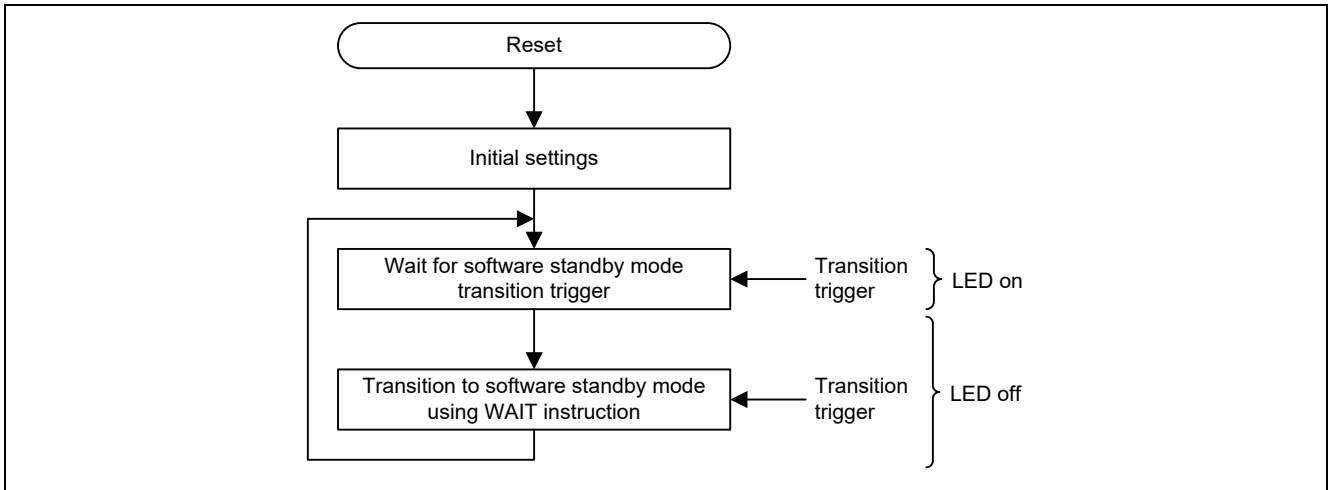 Reset
Initial settings
Wait for software standby mode
transition trigger
Transition
trigger
LED on
Transition to software standby mode
using WAIT instruction
Transition
trigger
LED off